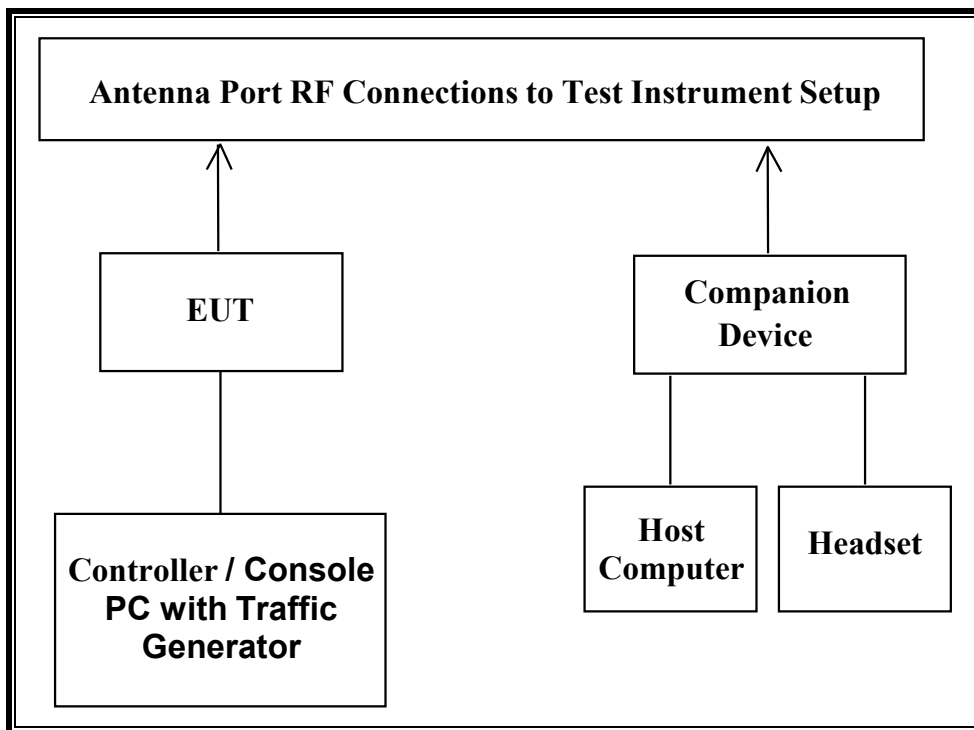 Antenna Port RF Connections to Test Instrument Setup
EUT
Companion
Device
Host
Computer
Headset
Controller / Console
PC with Traffic
Generator